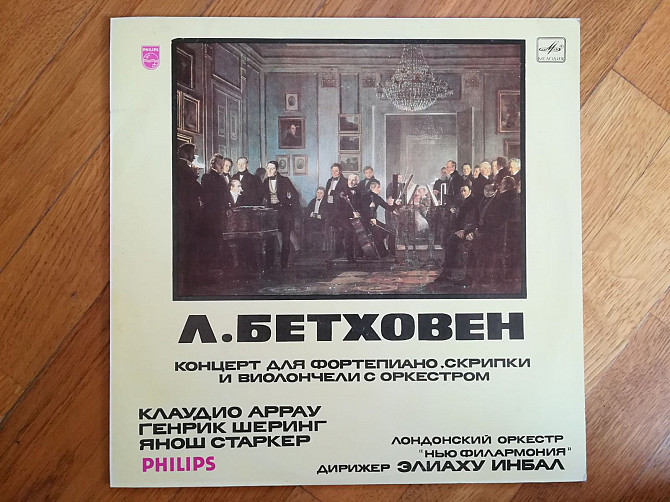 PHILIPS
МЕЛОДИЯ
Л.БЕТХОВЕН
КОНЦЕРТ ДЛЯ ФОРТЕПИАНО,СКРИПКИ
И ВИОЛОНЧЕЛИ С ОРКЕСТРОМ
КЛАУДИО АРРАУ
ГЕНРИК ШЕРИНГ
ЯНОШ СТАРКЕР
PHILIPS
ЛОНДОНСКИЙ ОРКЕСТР
"НЬЮ ФИЛАРМОНИЯ"
ДИРИЖЕР ЭЛИАХУ ИНБАЛ